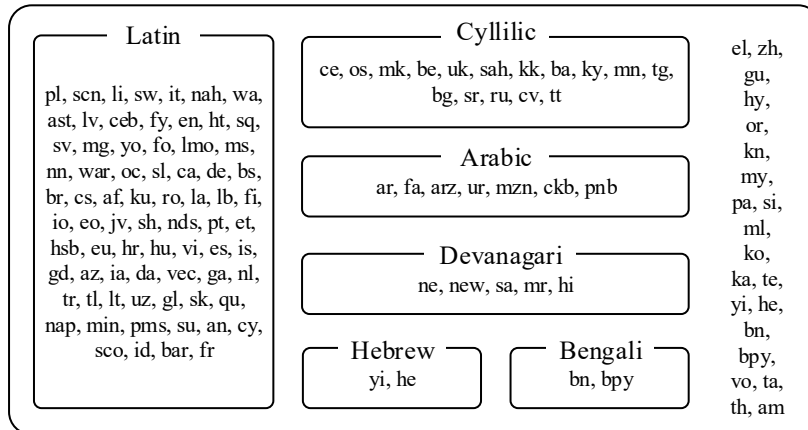 Latin
pl, scn, li, sw, it, nah, wa,
ast, lv, ceb, fy, en, ht, sq,
sv, mg, yo, fo, lmo, ms,
nn, war, oc, sl, ca, de, bs,
br, cs, af, ku, ro, la, lb, fi,
io, eo, jv, sh, nds, pt, et,
hsb, eu, hr, hu, vi, es, is,
gd, az, ia, da, vec, ga, nl,
tr, tl, lt, uz, gl, sk, qu,
nap, min, pms, su, an, cy,
sco, id, bar, fr
Cyllilic
ce, os, mk, be, uk, sah, kk, ba, ky, mn, tg,
bg, sr, ru, cv, tt
Arabic
ar, fa, arz, ur, mzn, ckb, pnb
Devanagari
ne, new, sa, mr, hi
Hebrew
yi, he
Bengali
bn, bpy
el, zh,
gu,
hy,
or,
kn,
my,
pa, si,
ml,
ko,
ka, te,
yi, he,
bn,
bpy,
vo, ta,
th, am